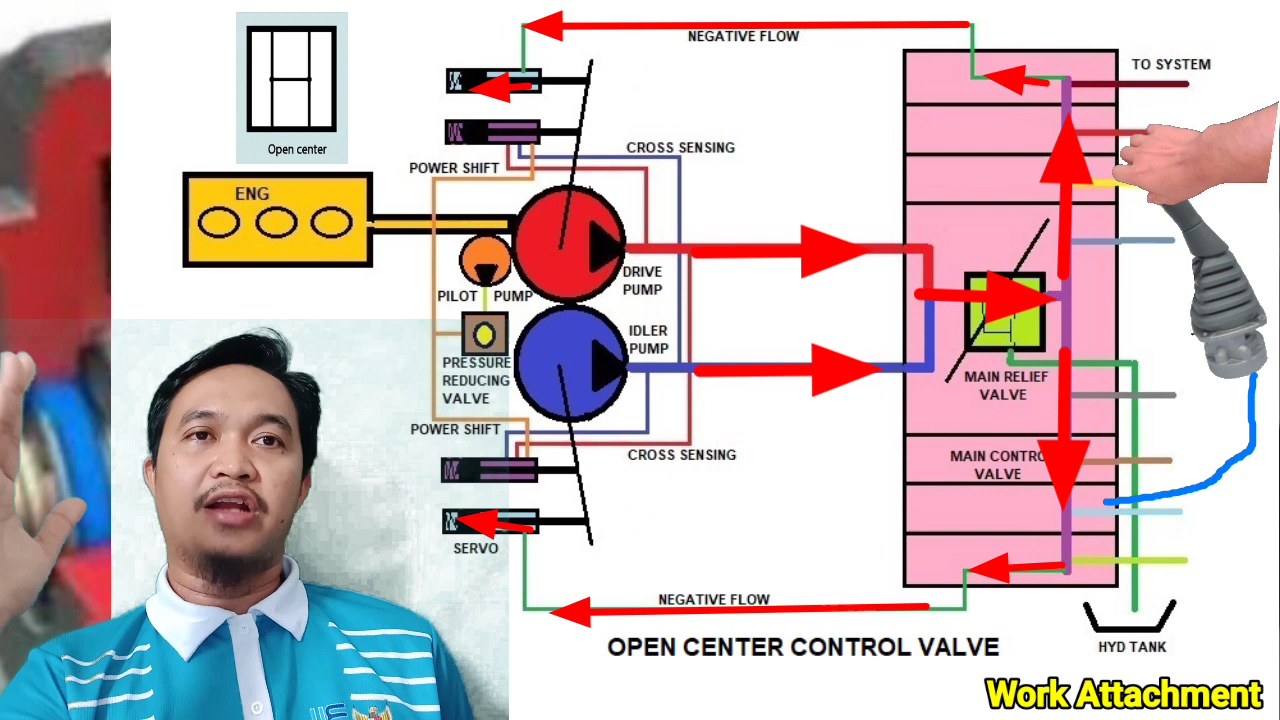 NEGATIVE FLOW
TO SYSTEM
Open center
CROSS SENSING
POWER SHIFT
ENG
DRIVE
PUMP
PILOT PUMP
IDLER
PUMP
PRESSURE
REDUCING
VALVE
MAIN RELIEF
VALVE
POWER SHIFT
CROSS SENSING
MAIN CONTROL
VALVE
SERVO
NEGATIVE FLOW
OPEN CENTER CONTROL VALVE
HYD TANK
Work Attachment